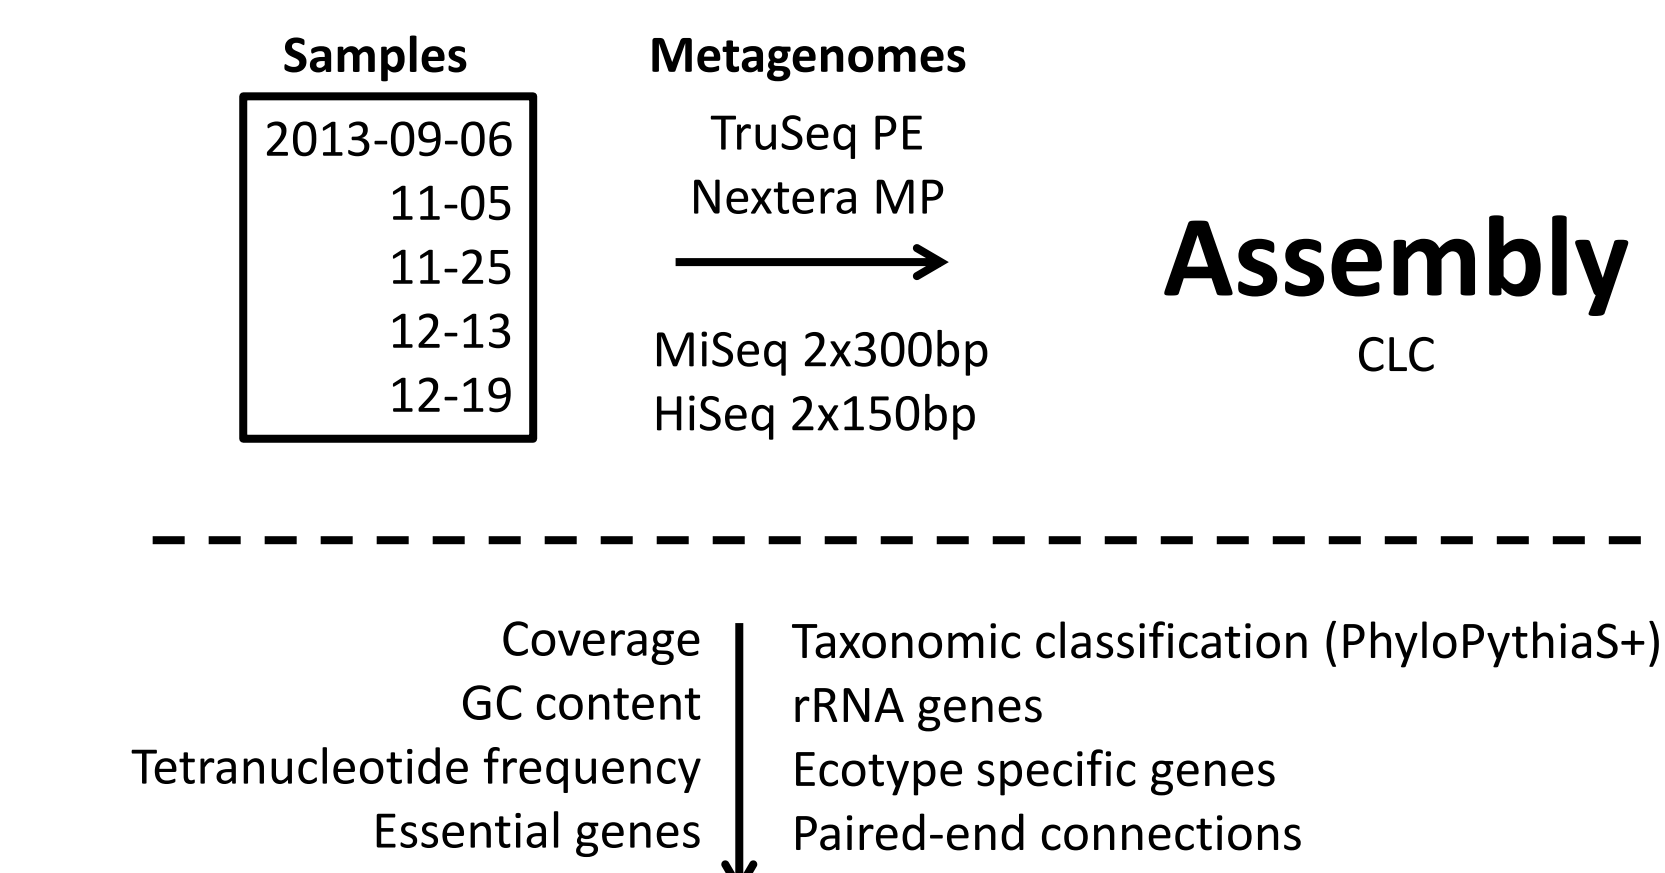 Samples
2013-09-06
11-05
11-25
12-13
12-19
Metagenomes
TruSeq PE
Nextera MP
MiSeq 2x300bp
HiSeq 2x150bp
Assembly
CLC
Coverage
GC content
Tetranucleotide frequency
Essential genes
Taxonomic classification (PhyloPythiaS+)
rRNA genes
Ecotype specific genes
Paired-end connections